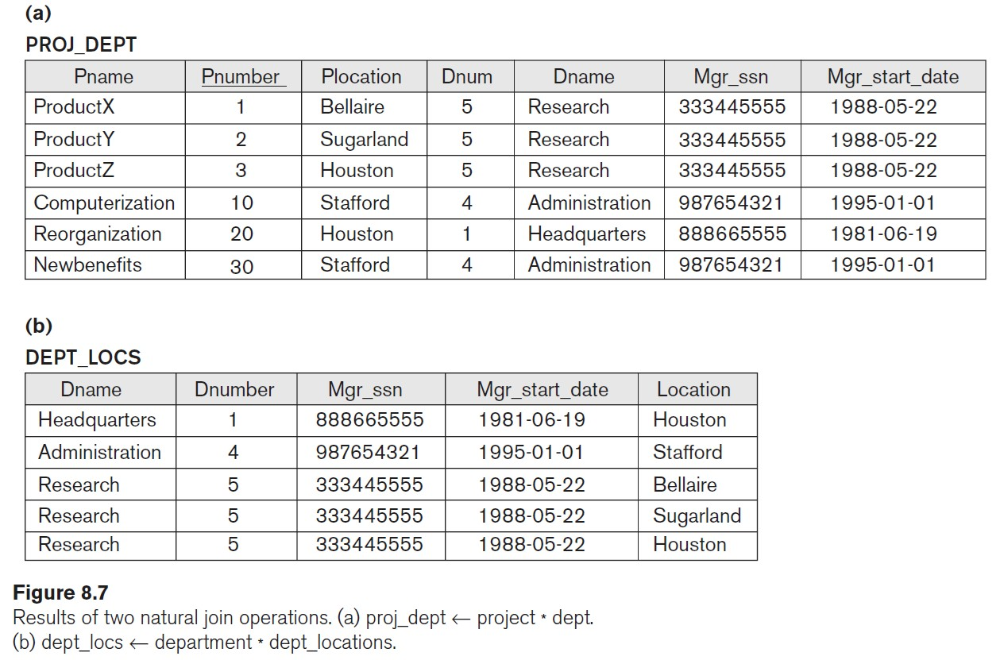 (a)
PROJ_DEPT
Pname Pnumber Plocation Dnum Dname Mgr_ssn Mgr_start_date
ProductX 1 Bellaire 5 Research 333445555 1988-05-22
ProductY 2 Sugarland 5 Research 333445555 1988-05-22
ProductZ 3 Houston 5 Research 333445555 1988-05-22
Computerization 10 Stafford 4 Administration 987654321 1995-01-01
Reorganization 20 Houston 1 Headquarters 888665555 1981-06-19
Newbenefits 30 Stafford 4 Administration 987654321 1995-01-01
(b)
DEPT_LOCS
Dname Dnumber Mgr_ssn Mgr_start_date Location
Headquarters 1 888665555 1981-06-19 Houston
Administration 4 987654321 1995-01-01 Stafford
Research 5 333445555 1988-05-22 Bellaire
Research 5 333445555 1988-05-22 Sugarland
Research 5 333445555 1988-05-22 Houston
Figure 8.7
Results of two natural join operations. (a) proj_dept ← project * dept.
(b) dept_locs ← department * dept_locations.